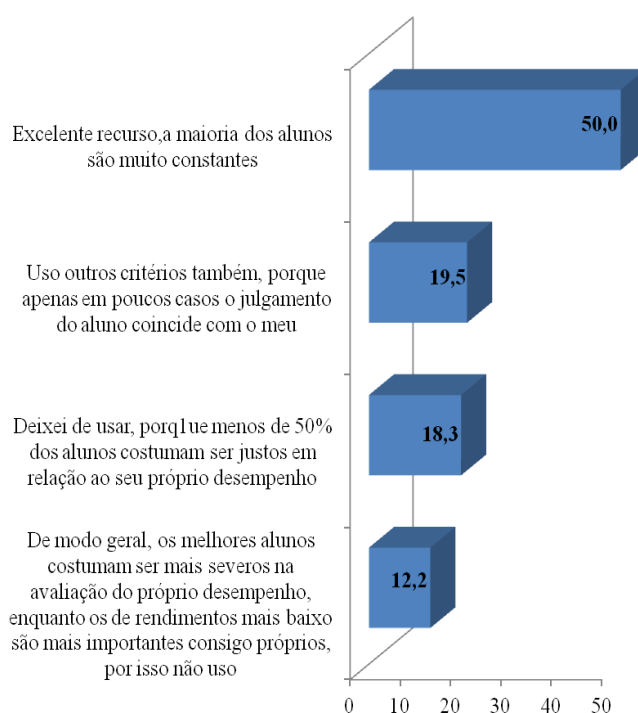 Excelente recurso,a maioria dos alunos
são muito constantes
50,0
Uso outros critérios também, porque
apenas em poucos casos o julgamento
do aluno coincide com o meu
19,5
Deixei de usar, porq1ue menos de 50%
dos alunos costumam ser justos em
relação ao seu próprio desempenho
18,3
De modo geral, os melhores alunos
costumam ser mais severos na
avaliação do próprio desempenho,
enquanto os de rendimentos mais baixo
são mais importantes consigo próprios,
por isso não uso
12,2
0 10 20 30 40 50